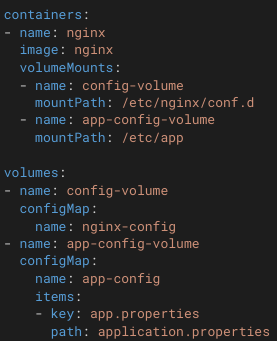 containers:
- name: nginx
  image: nginx
  volumeMounts:
  - name: config-volume
    mountPath: /etc/nginx/conf.d
  - name: app-config-volume
    mountPath: /etc/app

volumes:
- name: config-volume
  configMap:
    name: nginx-config
- name: app-config-volume
  configMap:
    name: app-config
    items:
    - key: app.properties
      path: application.properties